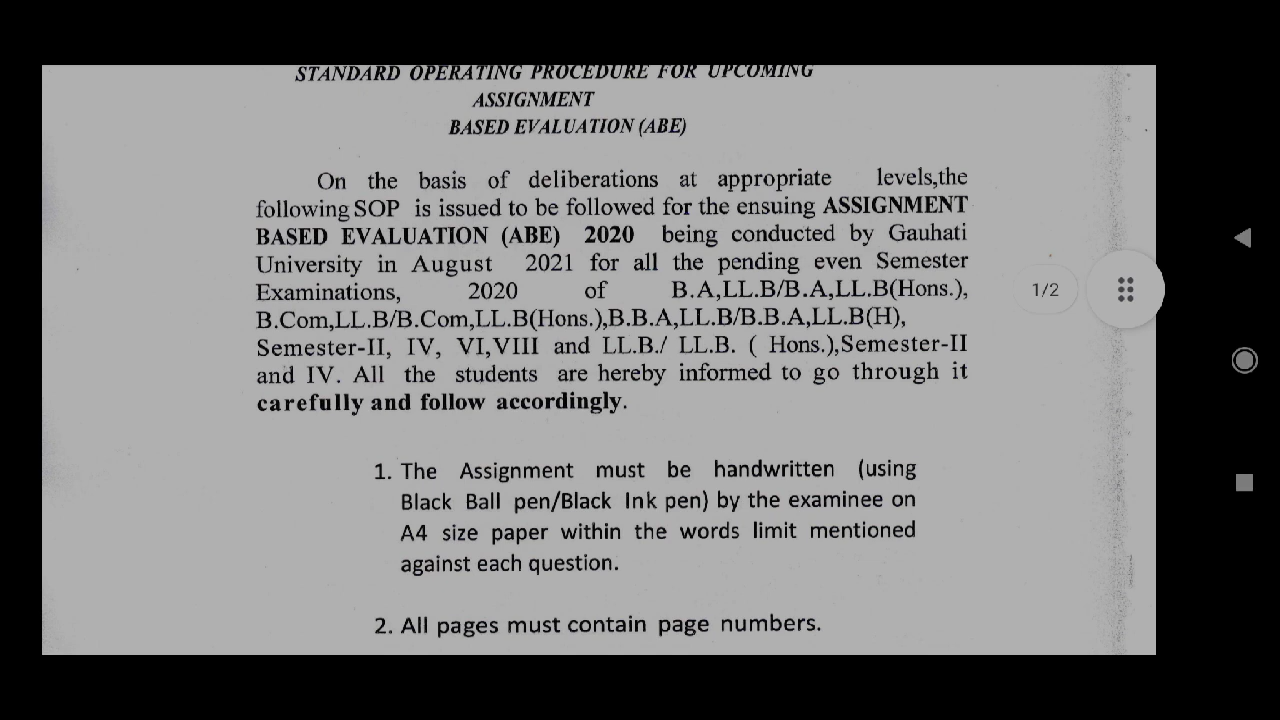 STANDARD OPERATING PROCEDURE FOR UPCOMING
ASSIGNMENT
BASED EVALUATION (ABE)
On the basis of deliberations at appropriate levels,the
following SOP is issued to be followed for the ensuing ASSIGNMENT
BASED EVALUATION (ABE) 2020 being conducted by Gauhati
University in August 2021 for all the pending even Semester
Examinations, 2020 of B.A,LL.B/B.A,LL.B(Hons.),
B.Com,LL.B/B.Com,LL.B(Hons.),B.B.A,LL.B/B.B.A,LL.B(H),
Semester-II, IV, VI,VIII and LL.B./ LL.B. ( Hons.),Semester-II
and IV. All the students are hereby informed to go through it
carefully and follow accordingly.
1. The Assignment must be handwritten (using
Black Ball pen/Black Ink pen) by the examinee on
A4 size paper within the words limit mentioned
against each question.
2. All pages must contain page numbers.
1/2